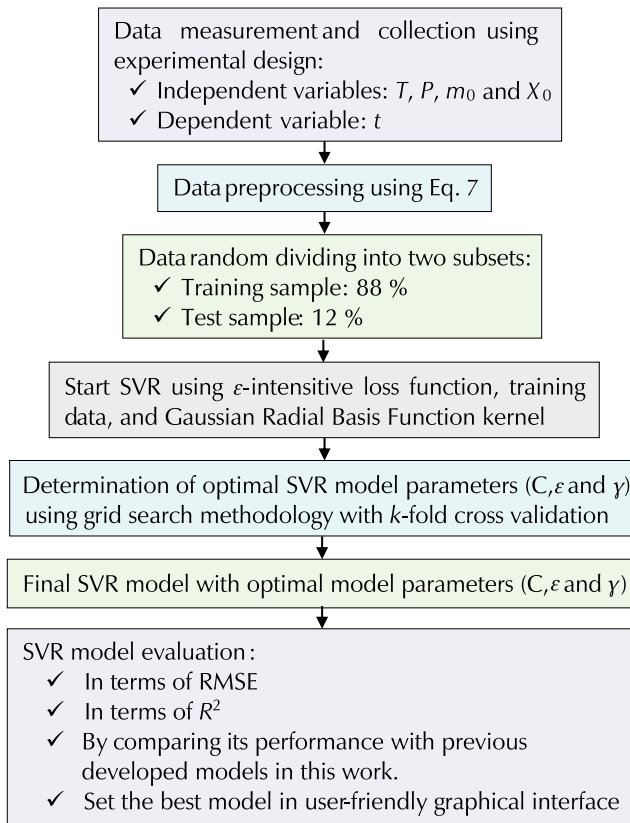 Data measurement and collection using
experimental design:
✓ Independent variables: T, P, m₀ and X₀
✓ Dependent variable: t
Data preprocessing using Eq. 7
Data random dividing into two subsets:
✓ Training sample: 88 %
✓ Test sample: 12 %
Start SVR using ε-intensitive loss function, training
data, and Gaussian Radial Basis Function kernel
Determination of optimal SVR model parameters (C,ε and γ)
using grid search methodology with k-fold cross validation
Final SVR model with optimal model parameters (C,ε and γ)
SVR model evaluation:
✓ In terms of RMSE
✓ In terms of R²
✓ By comparing its performance with previous
developed models in this work.
✓ Set the best model in user-friendly graphical interface